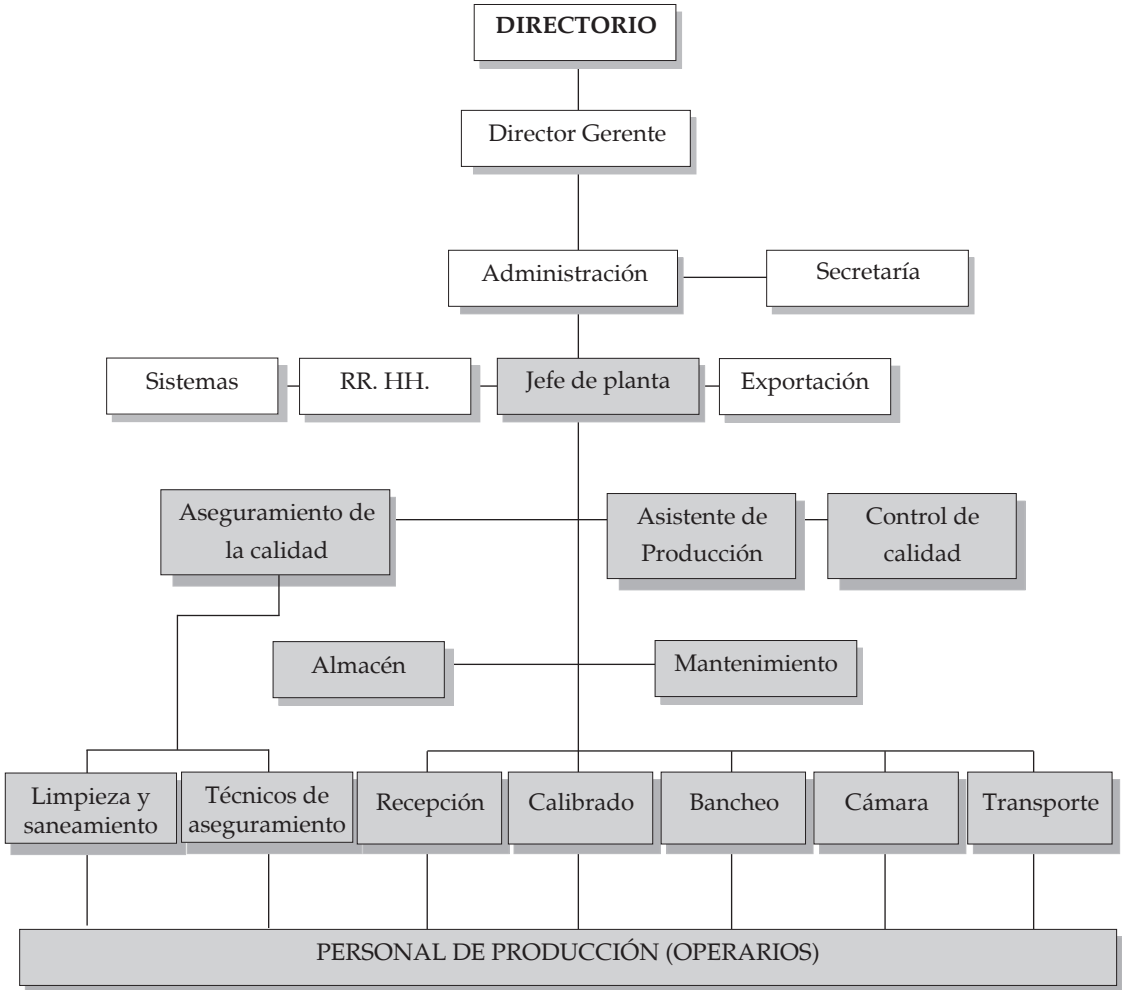 DIRECTORIO
Director Gerente
Administración
Secretaría
Sistemas
RR. HH.
Jefe de planta
Exportación
Aseguramiento de
la calidad
Asistente de
Producción
Control de
calidad
Almacén
Mantenimiento
Limpieza y
saneamiento
Técnicos de
aseguramiento
Recepción
Calibrado
Bancheo
Cámara
Transporte
PERSONAL DE PRODUCCIÓN (OPERARIOS)